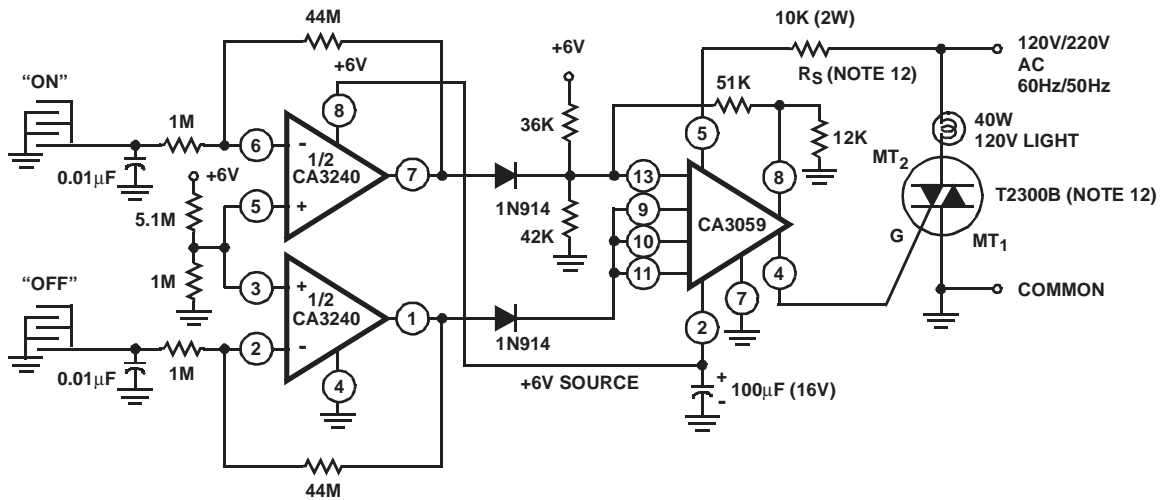 44M
+6V
"ON"
1M
0.01μF
6
-
8
1/2
CA3240
7
5
+
+6V
5.1M
1M
"OFF"
1M
0.01μF
3
+
1/2
CA3240
1
2
-
4
44M
+6V
36K
42K
1N914
1N914
+6V SOURCE
10K (2W)
RS (NOTE 12)
51K
12K
5
13
9
10
11
CA3059
8
4
7
2
+
-
100μF (16V)
120V/220V
AC
60Hz/50Hz
40W
120V LIGHT
MT2
T2300B (NOTE 12)
G
MT1
COMMON